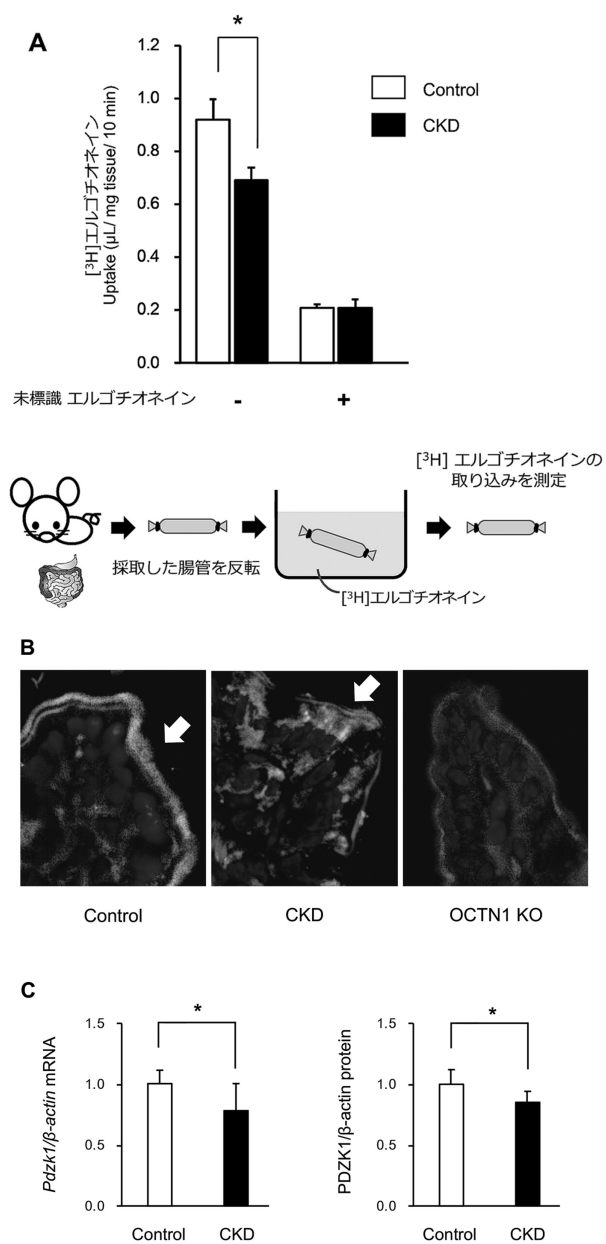 A
*
1.2
1.0
0.8
0.6
0.4
0.2
0.0
[³H]エルゴチオネイン
Uptake (μL/ mg tissue/ 10 min)
Control
CKD
未標識 エルゴチオネイン - +
[³H] エルゴチオネインの
取り込みを測定
採取した腸管を反転
[³H]エルゴチオネイン
B
Control CKD OCTN1 KO
C
*
1.5
1.0
0.5
0.0
Pdzk1/β-actin mRNA
Control CKD
*
1.5
1.0
0.5
0.0
PDZK1/β-actin protein
Control CKD